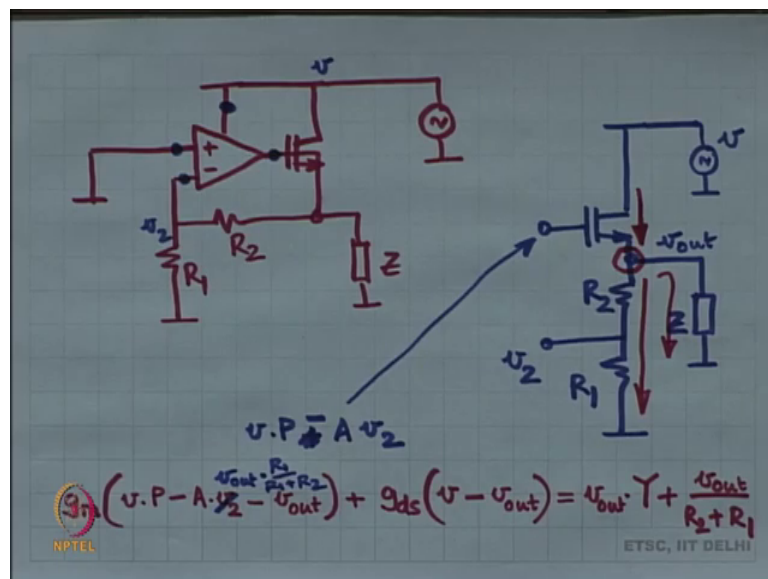 v
v
+
-
v2
R2
R1
Z
vout
R2
Z
v2
R1
v.P - A v2
vout · R1/(R1+R2)
gm(v.P - A.v2 - vout) + gds(v - vout) = vout · Y + vout/(R2 + R1)
NPTEL
ETSC, IIT DELHI